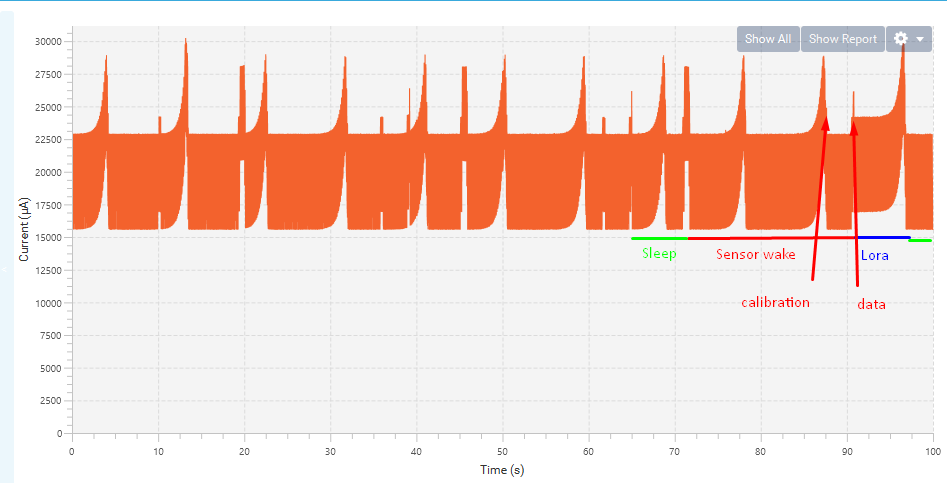 Show All
Show Report
30000
27500
25000
22500
20000
17500
15000
12500
10000
7500
5000
2500
0
Current (µA)
Sleep
Sensor wake
Lora
calibration
data
0
10
20
30
40
50
60
70
80
90
100
Time (s)